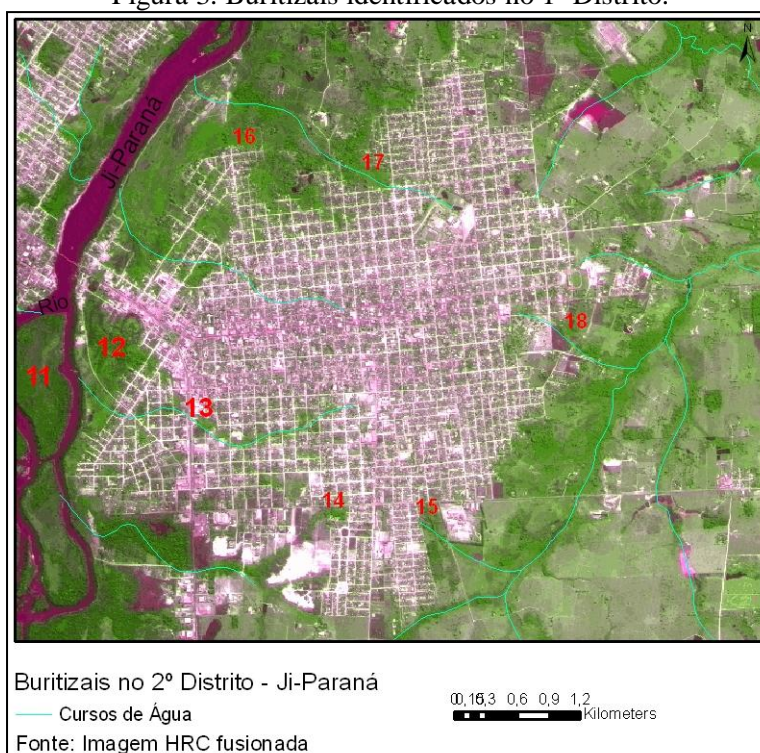 Figura 3. Buritizais identificados no 1º Distrito.
N
Ji-Paraná
16
17
Rio
18
12
11
13
14
15
Buritizais no 2º Distrito - Ji-Paraná
0 0,15 0,3 0,6 0,9 1,2
Kilometers
Cursos de Água
Fonte: Imagem HRC fusionada